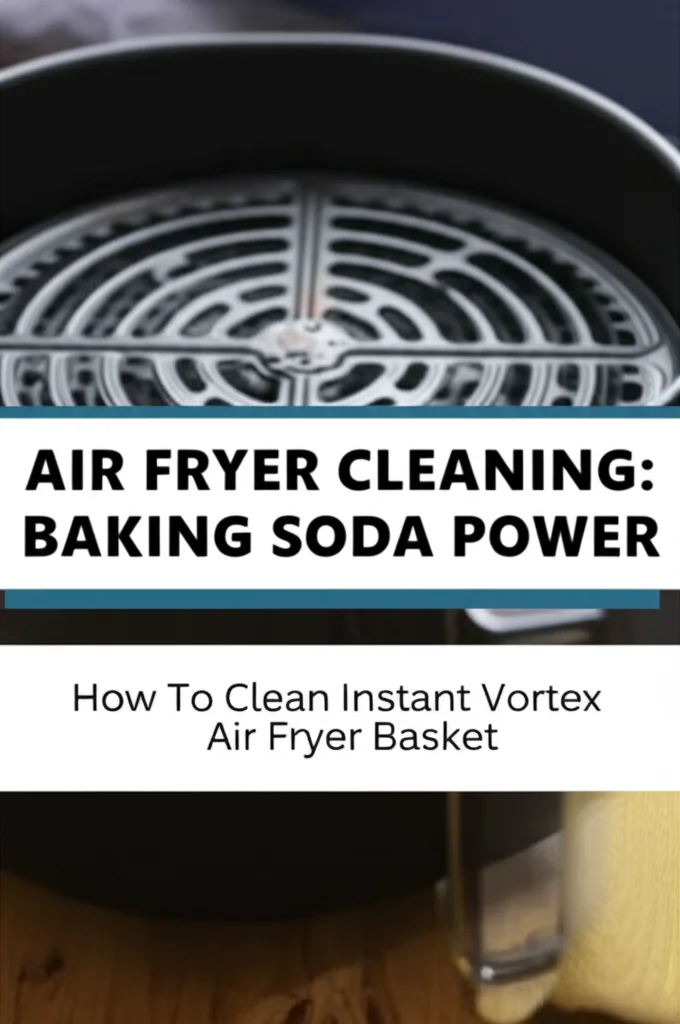 AIR FRYER CLEANING:
BAKING SODA POWER
How To Clean Instant Vortex
Air Fryer Basket